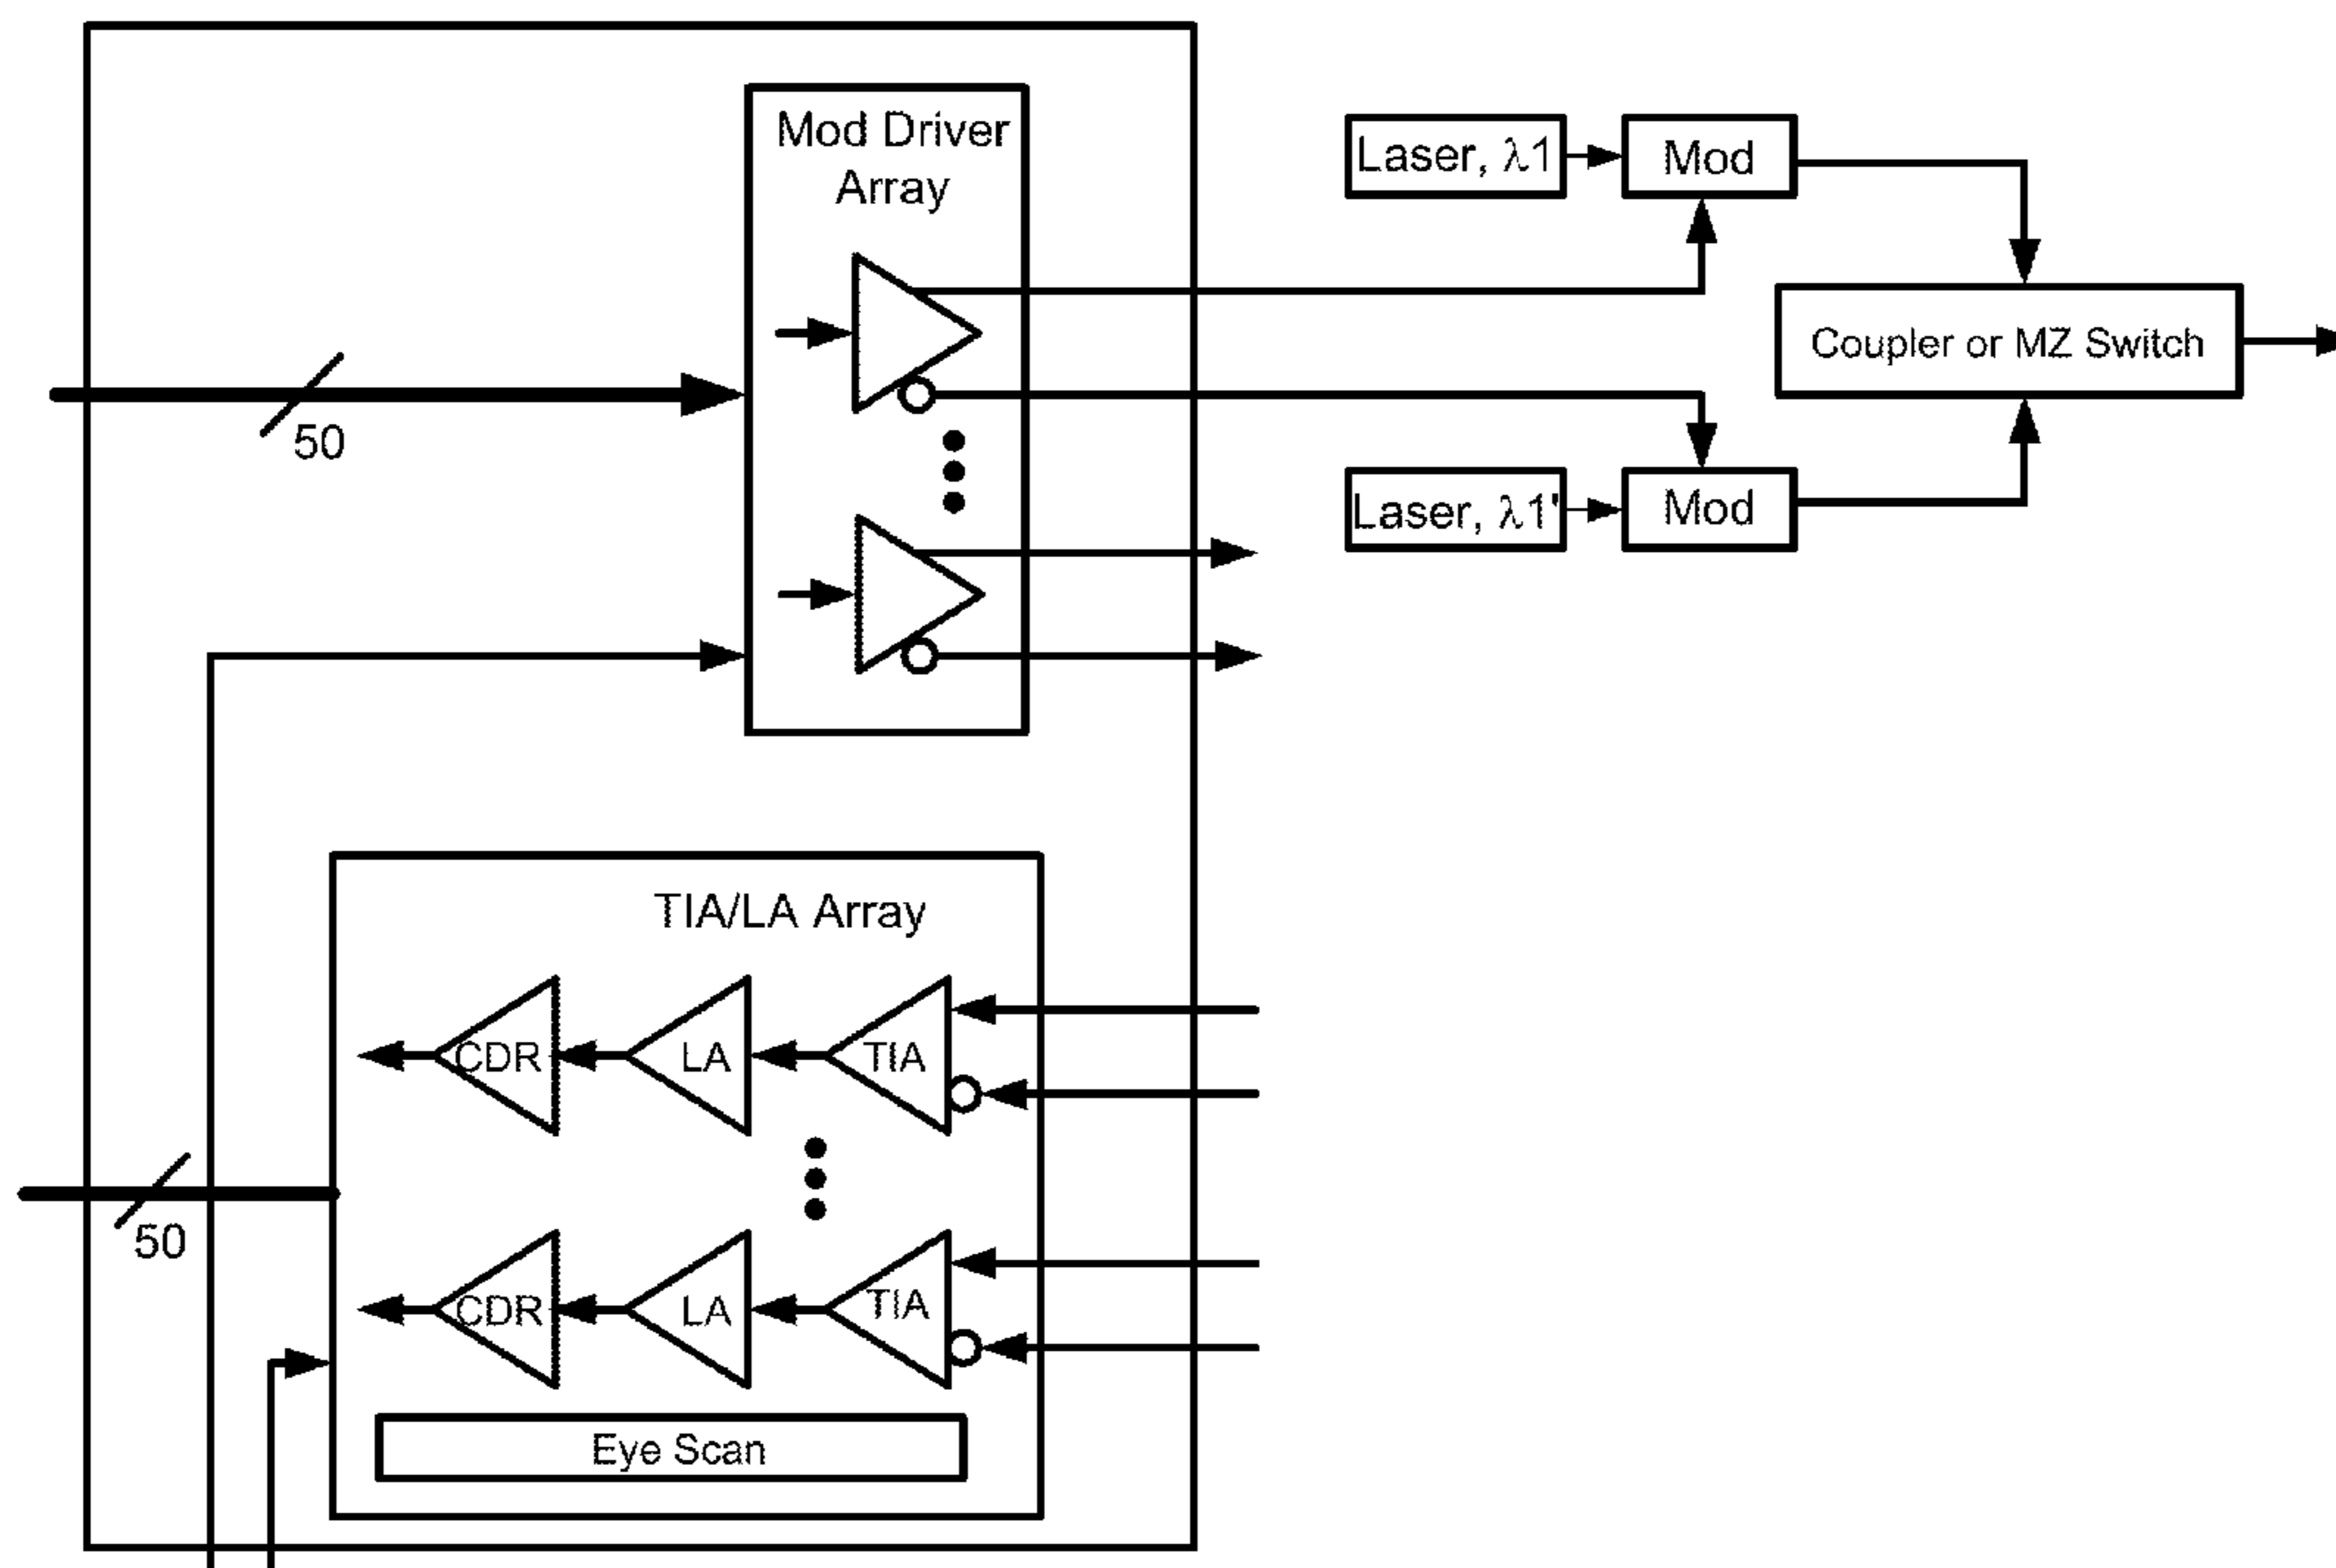 Mod Driver
Array
Laser, λ1
Mod
Coupler or MZ Switch
50
Laser, λ1'
Mod
TIA/LA Array
CDR
LA
TIA
50
CDR
LA
TIA
Eye Scan